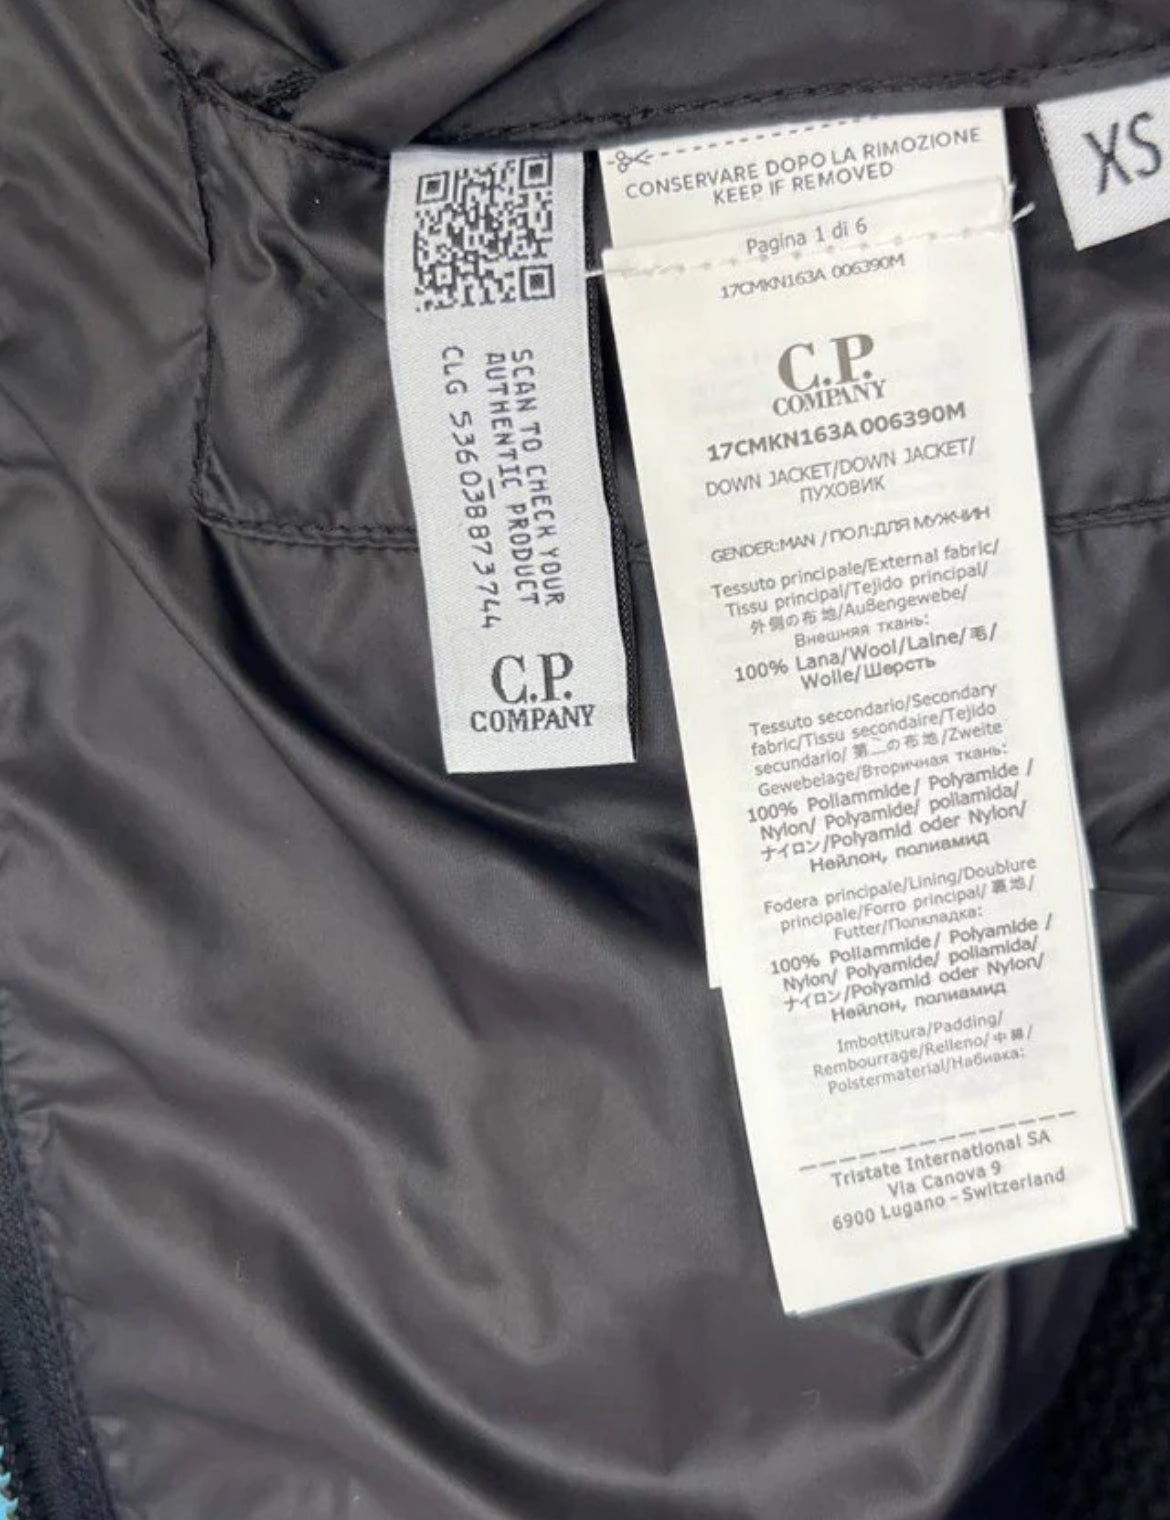 SCAN TO CHECK YOUR
AUTHENTIC PRODUCT
CLG 53603887 3 744
C.P.
COMPANY
CONSERVARE DOPO LA RIMOZIONE
KEEP IF REMOVED
Pagina 1 di 6
17CMKN163A 006390M
C.P.
COMPANY
17CMKN163A 006390M
DOWN JACKET/DOWN JACKET/
ПУХОВИК
GENDER:MAN / ПОЛ:ДЛЯ МУЖЧИН
Tessuto principale/External fabric/
Tissu principal/Tejido principal/
外側の布地/Außengewebe/
Внешняя ткань:
100% Lana/Wool/Laine/毛/
Wolle/Шерсть
Tessuto secondario/Secondary
fabric/Tissu secondaire/Tejido
secundario/ 第二の布地/Zweite
Gewebelage/Вторичная ткань:
100% Poliammide/ Polyamide /
Nylon/ Polyamide/ poliamida/
ナイロン/Polyamid oder Nylon/
Нейлон, полиамид
Fodera principale/Lining/Doublure
principale/Forro principal/ 裏地/
Futter/Подкладка:
100% Poliammide/ Polyamide /
Nylon/ Polyamide/ poliamida/
ナイロン/Polyamid oder Nylon/
Нейлон, полиамид
Imbottitura/Padding/
Rembourrage/Relleno/ 中綿/
Polstermaterial/Набивка:
Tristate International SA
Via Canova 9
6900 Lugano - Switzerland
XS